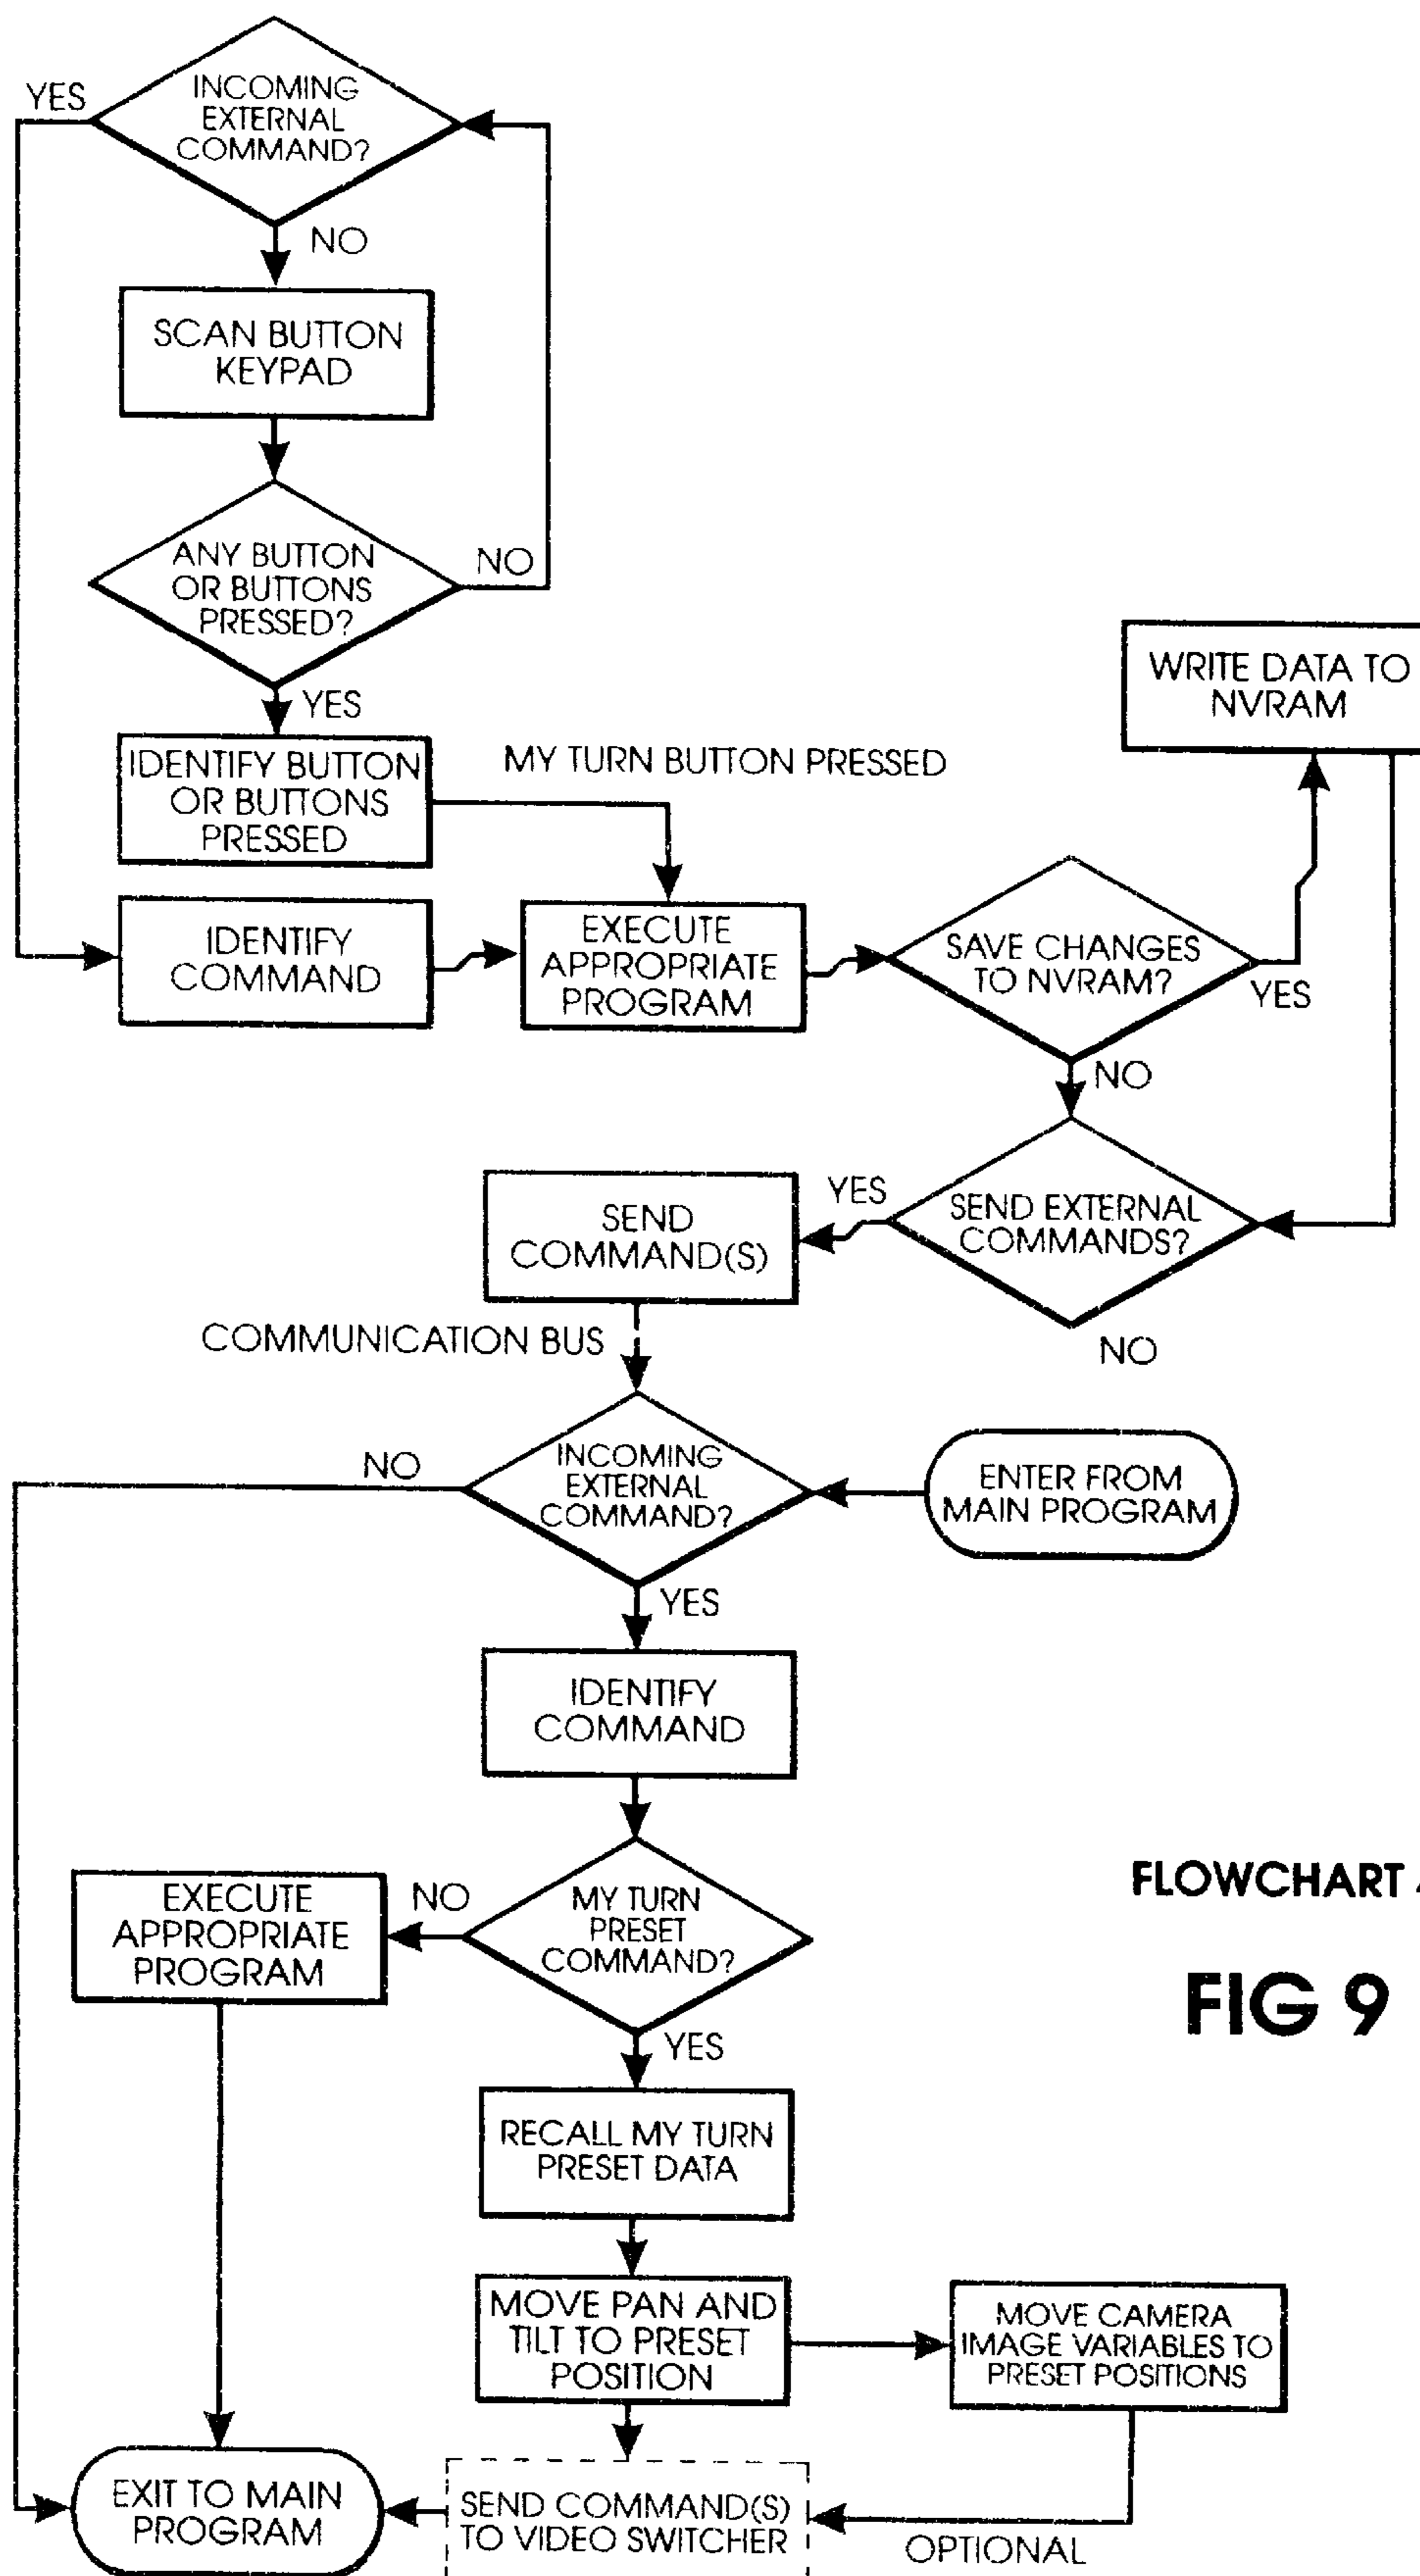 INCOMING
EXTERNAL
COMMAND?
YES
NO
SCAN BUTTON
KEYPAD
ANY BUTTON
OR BUTTONS
PRESSED?
NO
YES
IDENTIFY BUTTON
OR BUTTONS
PRESSED
MY TURN BUTTON PRESSED
WRITE DATA TO
NVRAM
IDENTIFY
COMMAND
EXECUTE
APPROPRIATE
PROGRAM
SAVE CHANGES
TO NVRAM?
YES
NO
SEND EXTERNAL
COMMANDS?
YES
NO
SEND
COMMAND(S)
COMMUNICATION BUS
INCOMING
EXTERNAL
COMMAND?
NO
ENTER FROM
MAIN PROGRAM
YES
IDENTIFY
COMMAND
MY TURN
PRESET
COMMAND?
NO
EXECUTE
APPROPRIATE
PROGRAM
FLOWCHART
FIG 9
YES
RECALL MY TURN
PRESET DATA
MOVE PAN AND
TILT TO PRESET
POSITION
MOVE CAMERA
IMAGE VARIABLES TO
PRESET POSITIONS
EXIT TO MAIN
PROGRAM
SEND COMMAND(S)
TO VIDEO SWITCHER
OPTIONAL